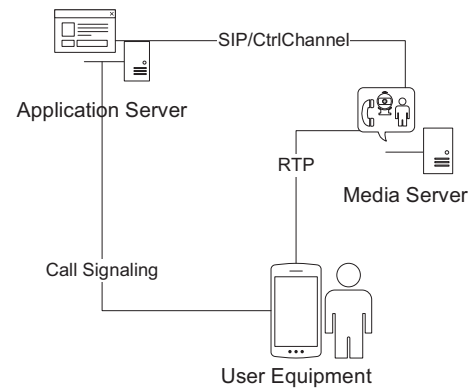 SIP/CtrlChannel
Application Server
RTP
Media Server
Call Signaling
User Equipment